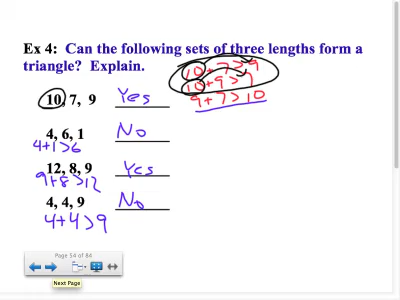 Ex 4: Can the following sets of three lengths form a
triangle? Explain.
10 + 7 > 9
10 + 9 > 7
9 + 7 > 10
10, 7, 9 Yes
4, 6, 1 No
4+1>6
12, 8, 9 Yes
9+8>12
4, 4, 9 No
4+4>9
Page 54 of 84
Next Page